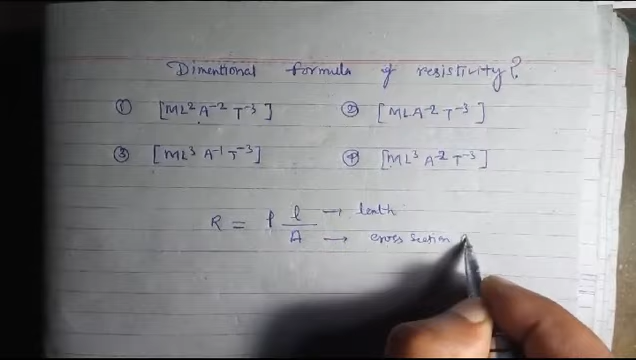 Dimentional formula of resistivity?
① [ML² A⁻² T⁻³] ② [MLA⁻² T⁻³]
③ [ML³ A⁻¹ T⁻³] ④ [ML³ A⁻² T⁻³]
R = ρ l/A → lenth
→ cross section